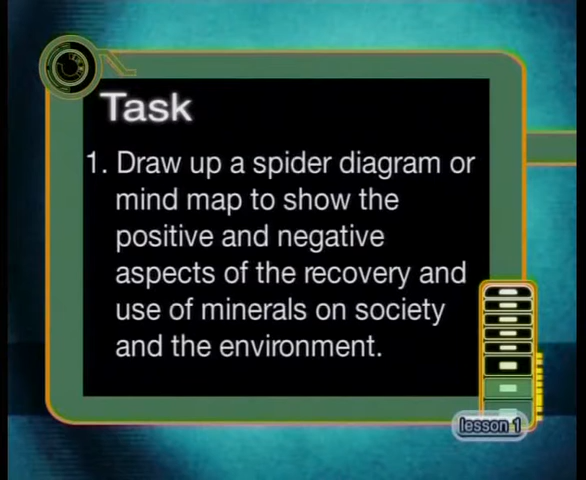 Task
1. Draw up a spider diagram or
mind map to show the
positive and negative
aspects of the recovery and
use of minerals on society
and the environment.
lesson 1